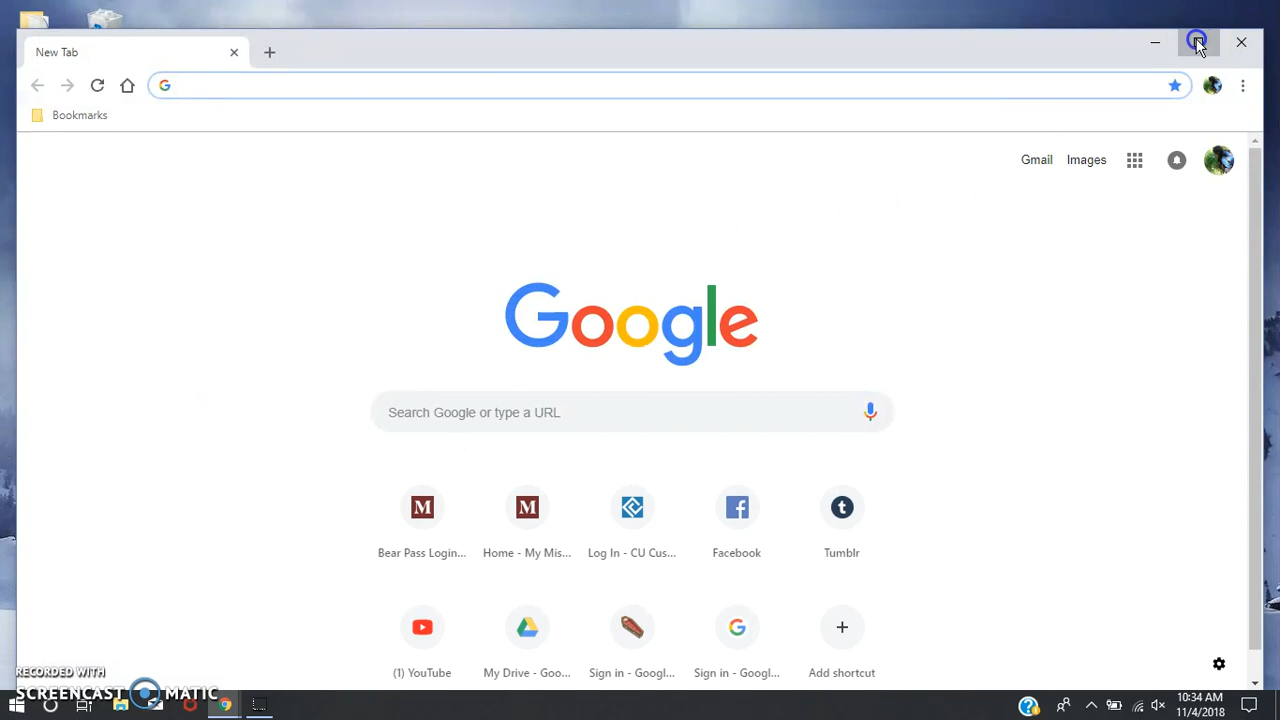 New Tab
Bookmarks
Gmail Images
Google
Search Google or type a URL
M M f t
Bear Pass Login... Home - My Mis... Log In - CU Cus... Facebook Tumblr
(1) YouTube My Drive - Goo... Sign in - Googl... Sign in - Googl... Add shortcut
RECORDED WITH
SCREENCAST MATIC
10:34 AM
11/4/2018